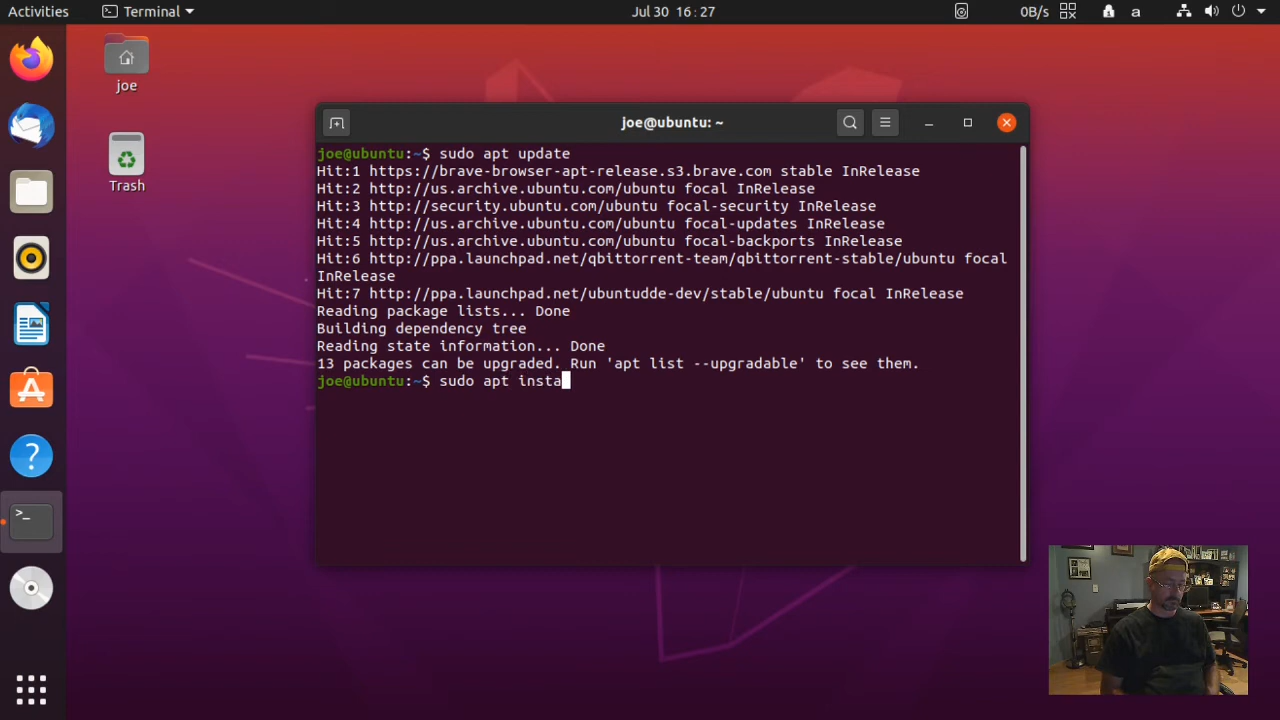 Activities
Terminal
Jul 30 16:27
0B/s
a
joe
Trash
joe@ubuntu: ~
joe@ubuntu:~$ sudo apt update
Hit:1 https://brave-browser-apt-release.s3.brave.com stable InRelease
Hit:2 http://us.archive.ubuntu.com/ubuntu focal InRelease
Hit:3 http://security.ubuntu.com/ubuntu focal-security InRelease
Hit:4 http://us.archive.ubuntu.com/ubuntu focal-updates InRelease
Hit:5 http://us.archive.ubuntu.com/ubuntu focal-backports InRelease
Hit:6 http://ppa.launchpad.net/qbittorrent-team/qbittorrent-stable/ubuntu focal
InRelease
Hit:7 http://ppa.launchpad.net/ubuntudde-dev/stable/ubuntu focal InRelease
Reading package lists... Done
Building dependency tree
Reading state information... Done
13 packages can be upgraded. Run 'apt list --upgradable' to see them.
joe@ubuntu:~$ sudo apt insta